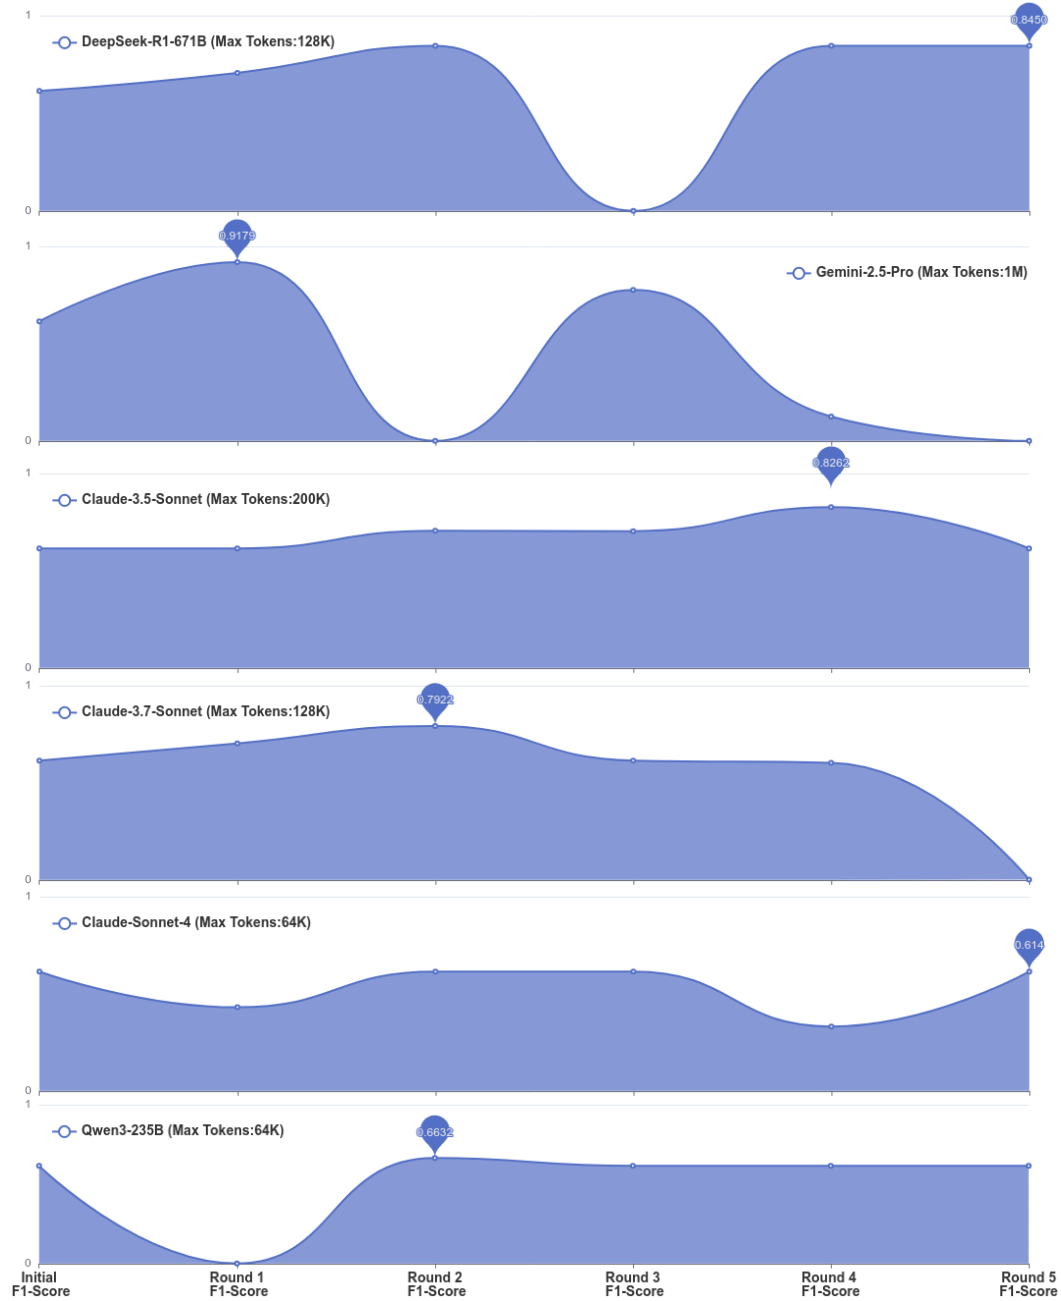 1
0.8450
DeepSeek-R1-671B (Max Tokens:128K)
0
0.9179
1
Gemini-2.5-Pro (Max Tokens:1M)
0
0.8262
1
Claude-3.5-Sonnet (Max Tokens:200K)
0
1
0.7922
Claude-3.7-Sonnet (Max Tokens:128K)
0
1
Claude-Sonnet-4 (Max Tokens:64K)
0.614
0
1
Qwen3-235B (Max Tokens:64K)
0.6632
0
Initial Round 1 Round 2 Round 3 Round 4 Round 5
F1-Score F1-Score F1-Score F1-Score F1-Score F1-Score